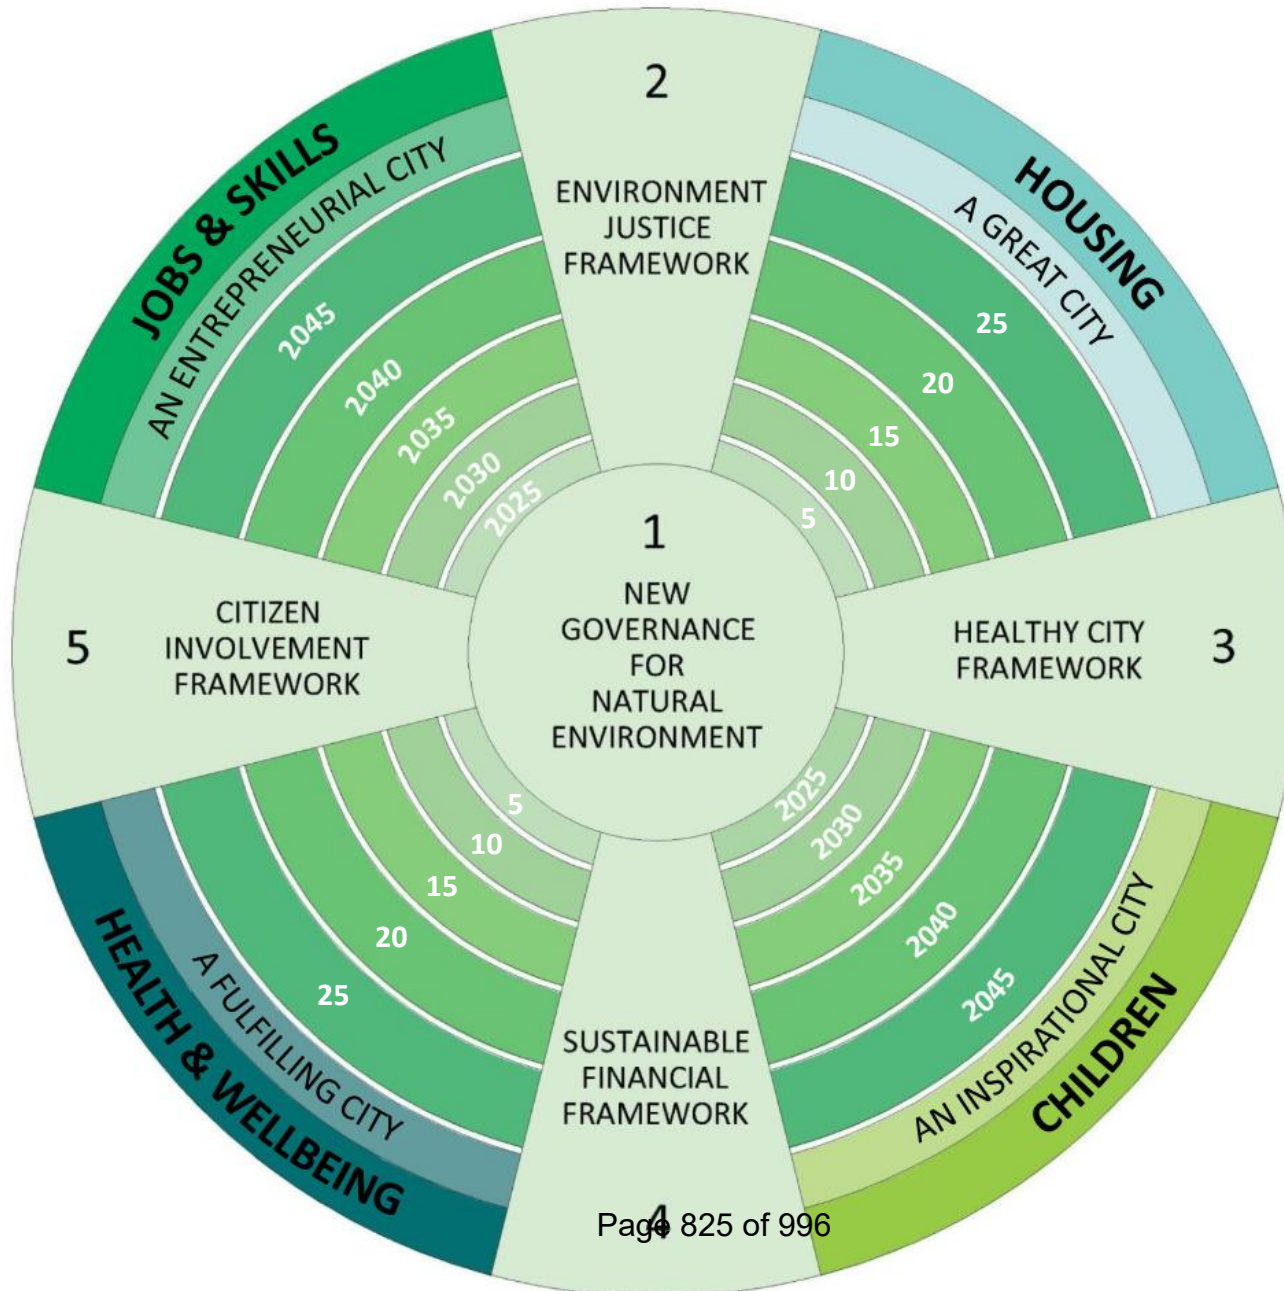 2
ENVIRONMENT
JUSTICE
FRAMEWORK
JOBS & SKILLS
AN ENTREPRENEURIAL CITY
2045
2040
2035
2030
2025
HOUSING
A GREAT CITY
25
20
15
10
5
1
NEW
GOVERNANCE
FOR
NATURAL
ENVIRONMENT
5
CITIZEN
INVOLVEMENT
FRAMEWORK
HEALTHY CITY
FRAMEWORK
3
5
10
15
20
25
A FULFILLING CITY
HEALTH & WELLBEING
2025
2030
2035
2040
2045
AN INSPIRATIONAL CITY
CHILDREN
SUSTAINABLE
FINANCIAL
FRAMEWORK
4
Page 825 of 996